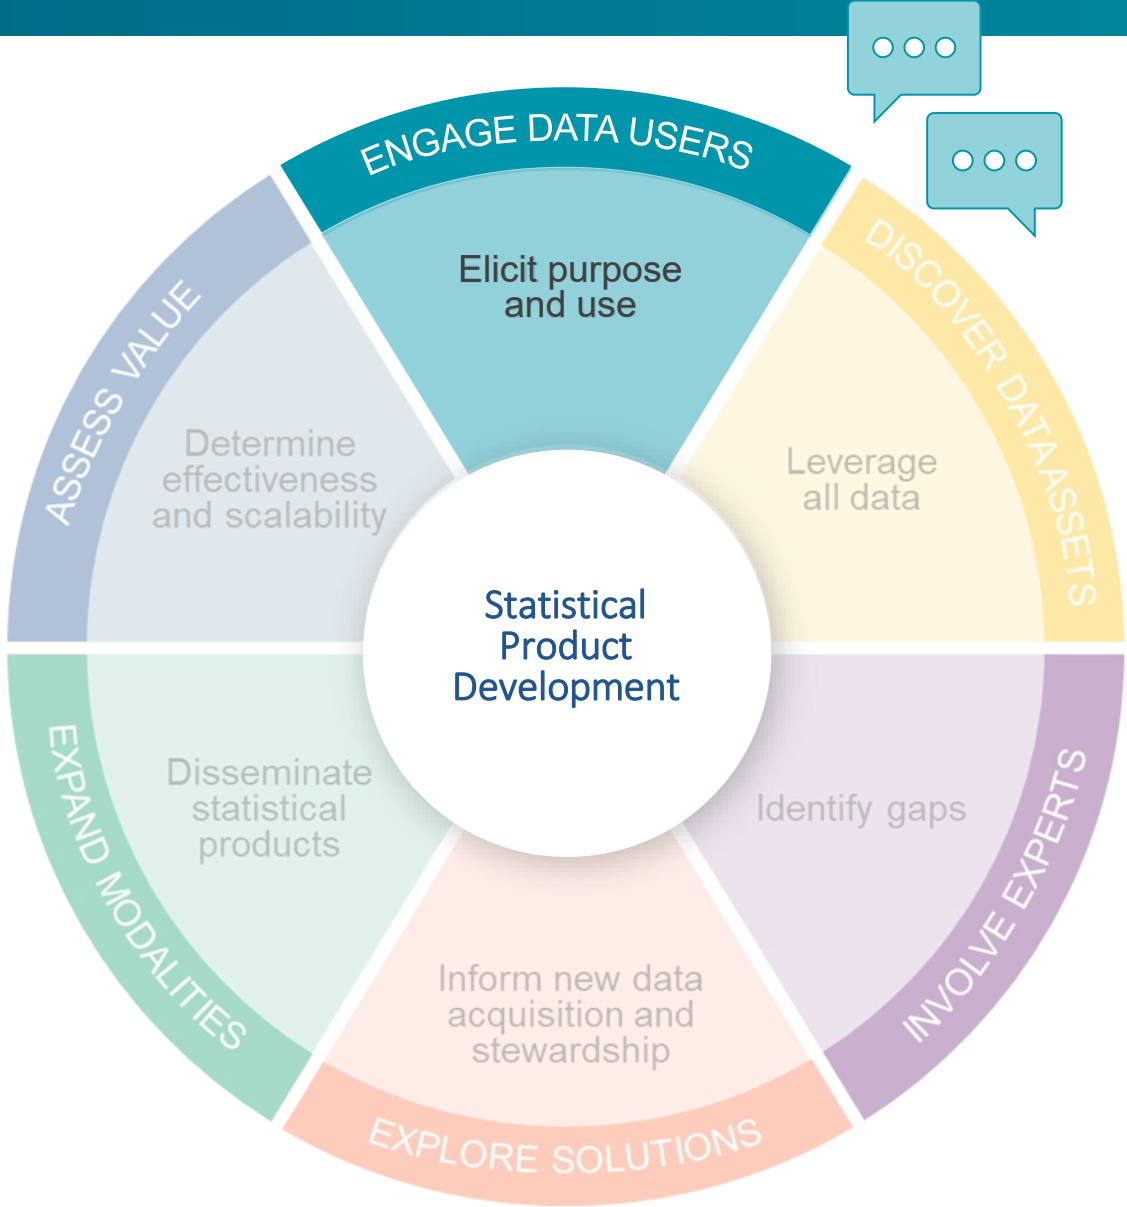 ENGAGE DATA USERS
Elicit purpose
and use
DISCOVER DATA ASSETS
Leverage
all data
INVOLVE EXPERTS
Identify gaps
EXPLORE SOLUTIONS
Inform new data
acquisition and
stewardship
EXPAND MODALITIES
Disseminate
statistical
products
ASSESS VALUE
Determine
effectiveness
and scalability
Statistical
Product
Development